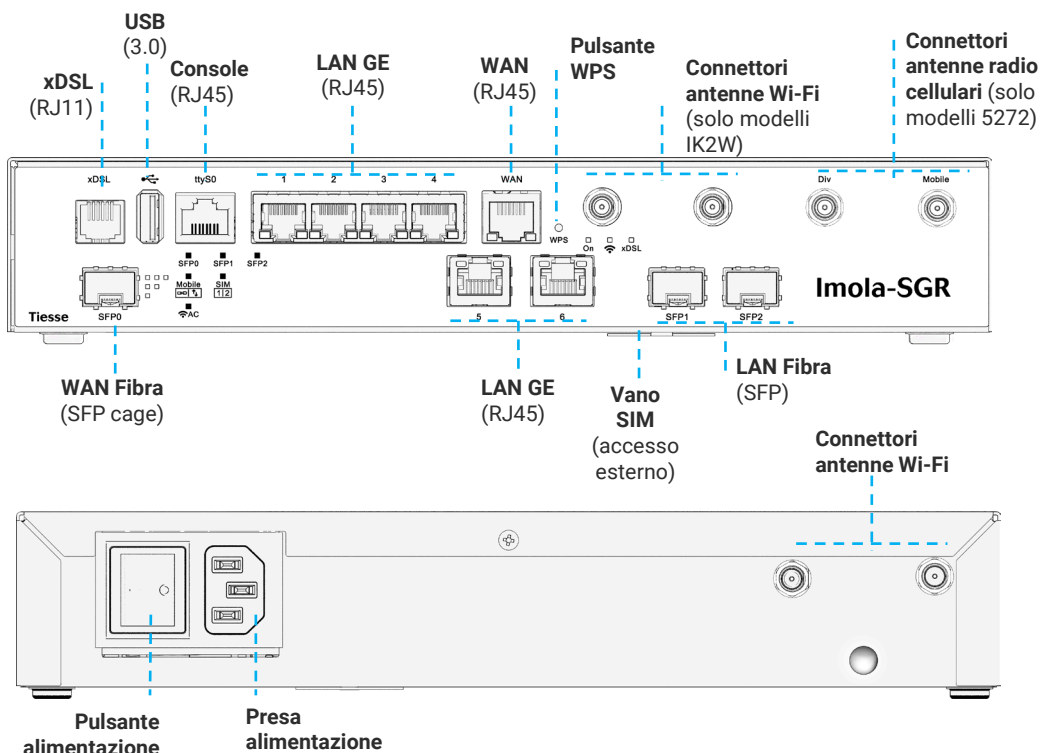 USB
(3.0)
xDSL
(RJ11)
Console
(RJ45)
LAN GE
(RJ45)
WAN
(RJ45)
Pulsante
WPS
Connettori
antenne Wi-Fi
(solo modelli
IK2W)
Connettori
antenne radio
cellulari (solo
modelli 5272)
xDSL
ttyS0
1 2 3 4
WAN
Div
Mobile
WPS
On
xDSL
SFP0 SFP1 SFP2
Mobile
SIM
1 2
AC
Tiesse
SFP0
5
6
SFP1
SFP2
Imola-SGR
WAN Fibra
(SFP cage)
LAN GE
(RJ45)
Vano
SIM
(accesso
esterno)
LAN Fibra
(SFP)
Connettori
antenne Wi-Fi
Pulsante
alimentazione
Presa
alimentazione